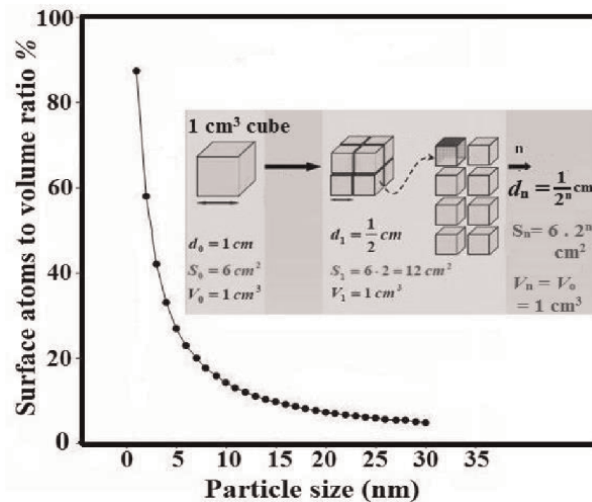 Surface atoms to volume ratio %
100
80
60
40
20
0
0 5 10 15 20 25 30 35
Particle size (nm)
1 cm³ cube
d₀ = 1 cm
S₀ = 6 cm²
V₀ = 1 cm³
d₁ = 1/2 cm
S₁ = 6 · 2 = 12 cm²
V₁ = 1 cm³
n
dₙ = 1/2ⁿ cm
Sₙ = 6 . 2ⁿ
cm²
Vₙ = Vₒ
= 1 cm³